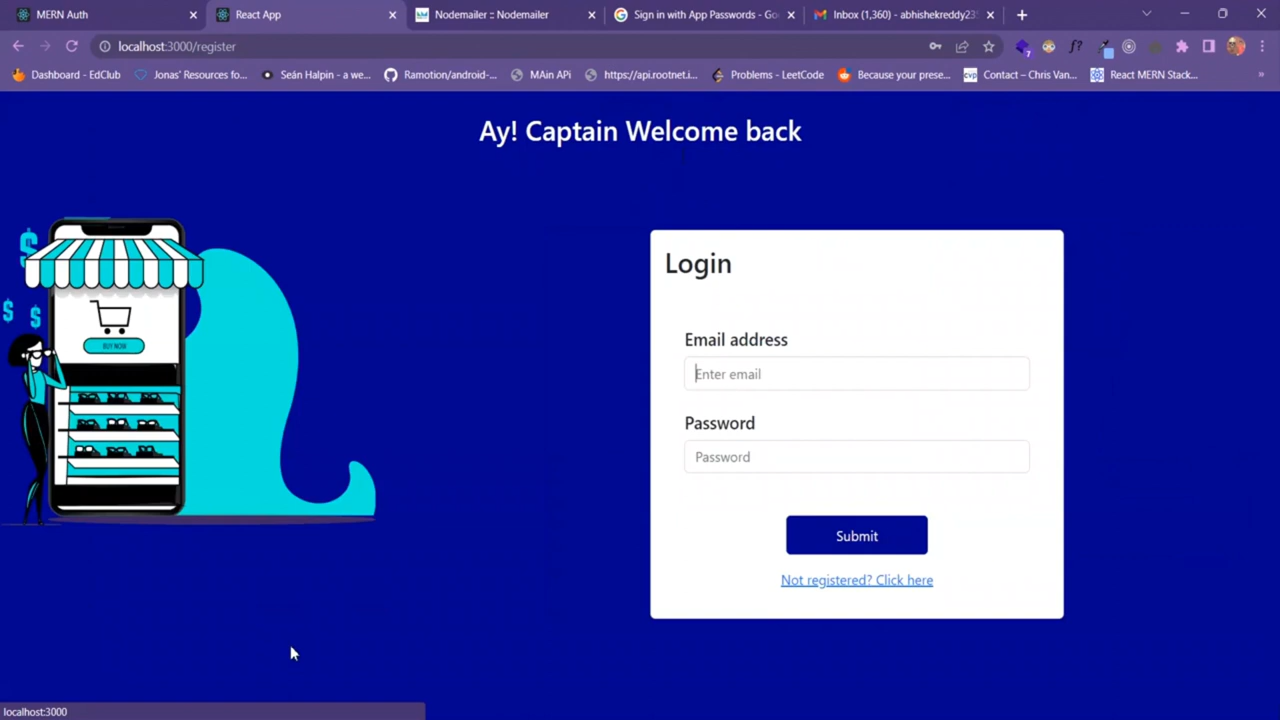 MERN Auth
React App
Nodemailer :: Nodemailer
Sign in with App Passwords - Go
Inbox (1,360) - abhishekreddy23
localhost:3000/register
7
f?
Dashboard - EdClub
Jonas' Resources fo...
Seán Halpin - a we...
Ramotion/android-...
MAin APi
https://api.rootnet.i...
Problems - LeetCode
Because your prese...
cvp
Contact – Chris Van...
React MERN Stack...
»
Ay! Captain Welcome back
$
$
$
BUY NOW
Login
Email address
Enter email
Password
Password
Submit
Not registered? Click here
localhost:3000